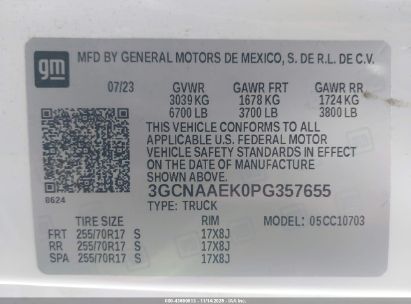 gm MFD BY GENERAL MOTORS DE MEXICO, S. DE R.L. DE C.V.
07/23 GVWR GAWR FRT GAWR RR
3039 KG 1678 KG 1724 KG
6700 LB 3700 LB 3800 LB
THIS VEHICLE CONFORMS TO ALL
APPLICABLE U.S. FEDERAL MOTOR
VEHICLE SAFETY STANDARDS IN EFFECT
ON THE DATE OF MANUFACTURE
SHOWN ABOVE.
8624 3GCNAAEK0PG357655
TYPE: TRUCK MODEL: 05CC10703
TIRE SIZE RIM
FRT 255/70R17 S 17X8J
RR 255/70R17 S 17X8J
SPA 255/70R17 S 17X8J